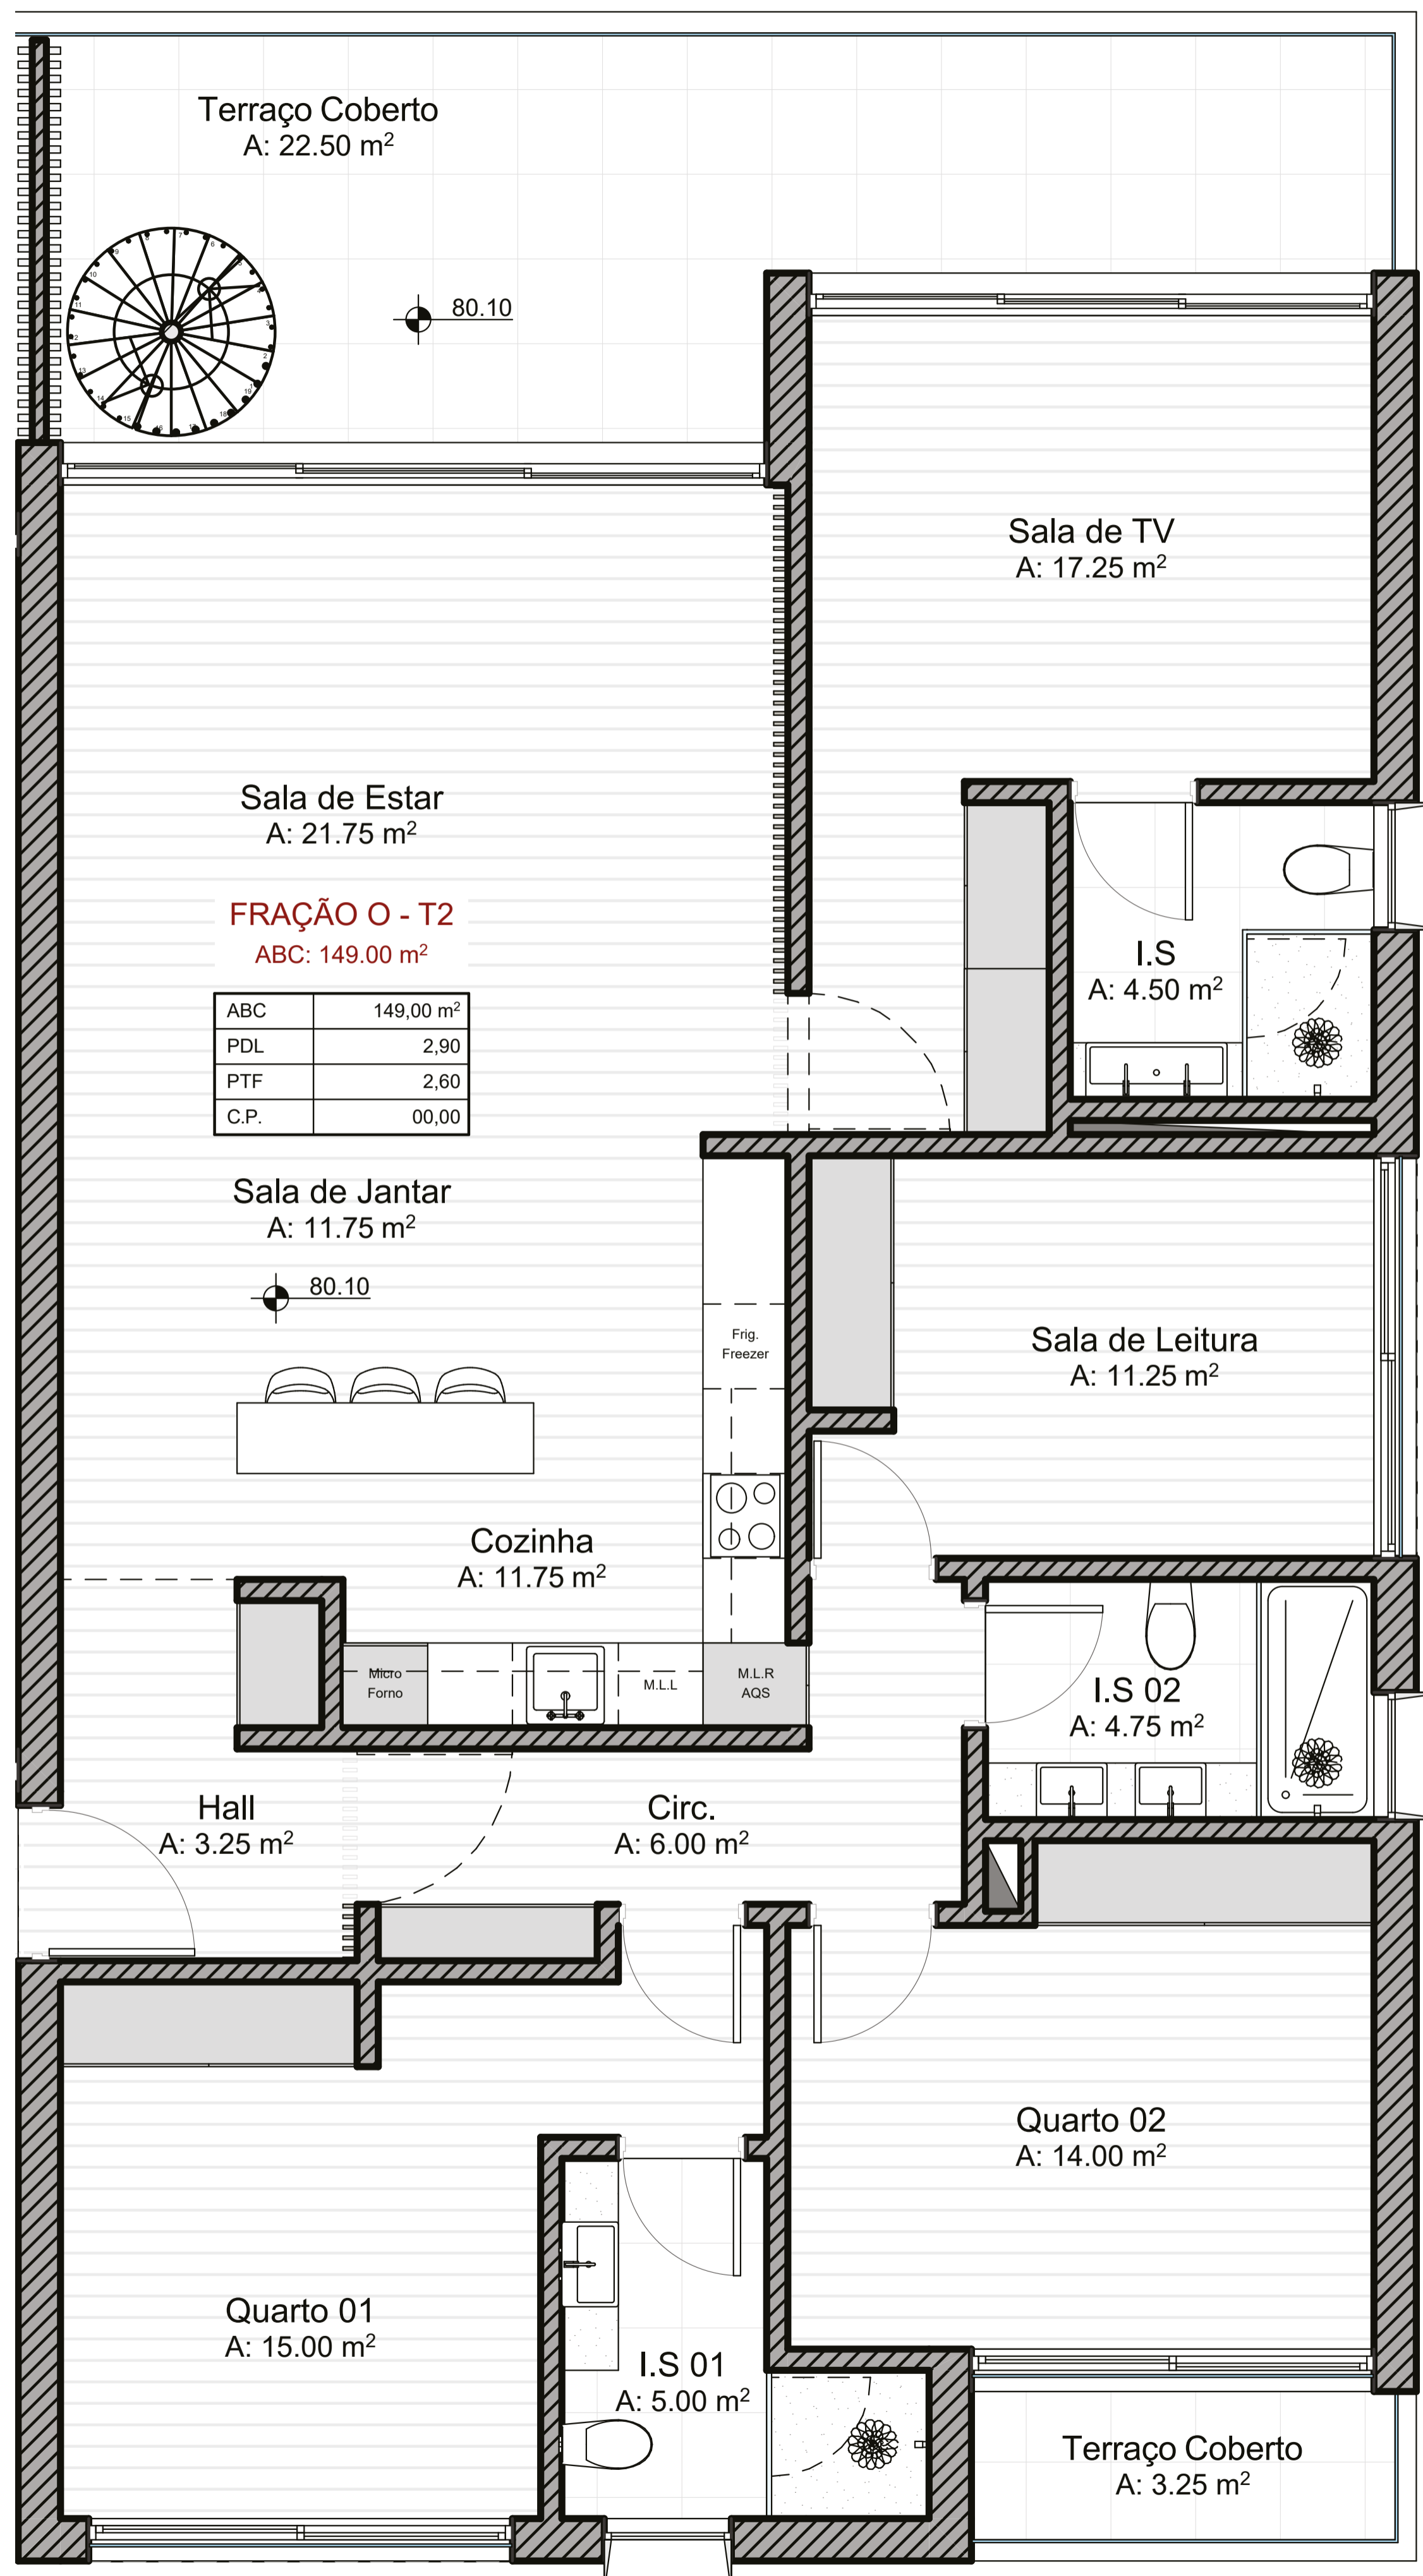 Terraço Coberto
A: 22.50 m²
80.10
Sala de TV
A: 17.25 m²
Sala de Estar
A: 21.75 m²
FRAÇÃO O - T2
ABC: 149.00 m²
ABC 149,00 m²
PDL 2,90
PTF 2,60
C.P. 00,00
I.S
A: 4.50 m²
Sala de Jantar
A: 11.75 m²
80.10
Frig.
Freezer
Sala de Leitura
A: 11.25 m²
Cozinha
A: 11.75 m²
Micro
Forno
M.L.L
M.L.R
AQS
I.S 02
A: 4.75 m²
Hall
A: 3.25 m²
Circ.
A: 6.00 m²
Quarto 02
A: 14.00 m²
Quarto 01
A: 15.00 m²
I.S 01
A: 5.00 m²
Terraço Coberto
A: 3.25 m²